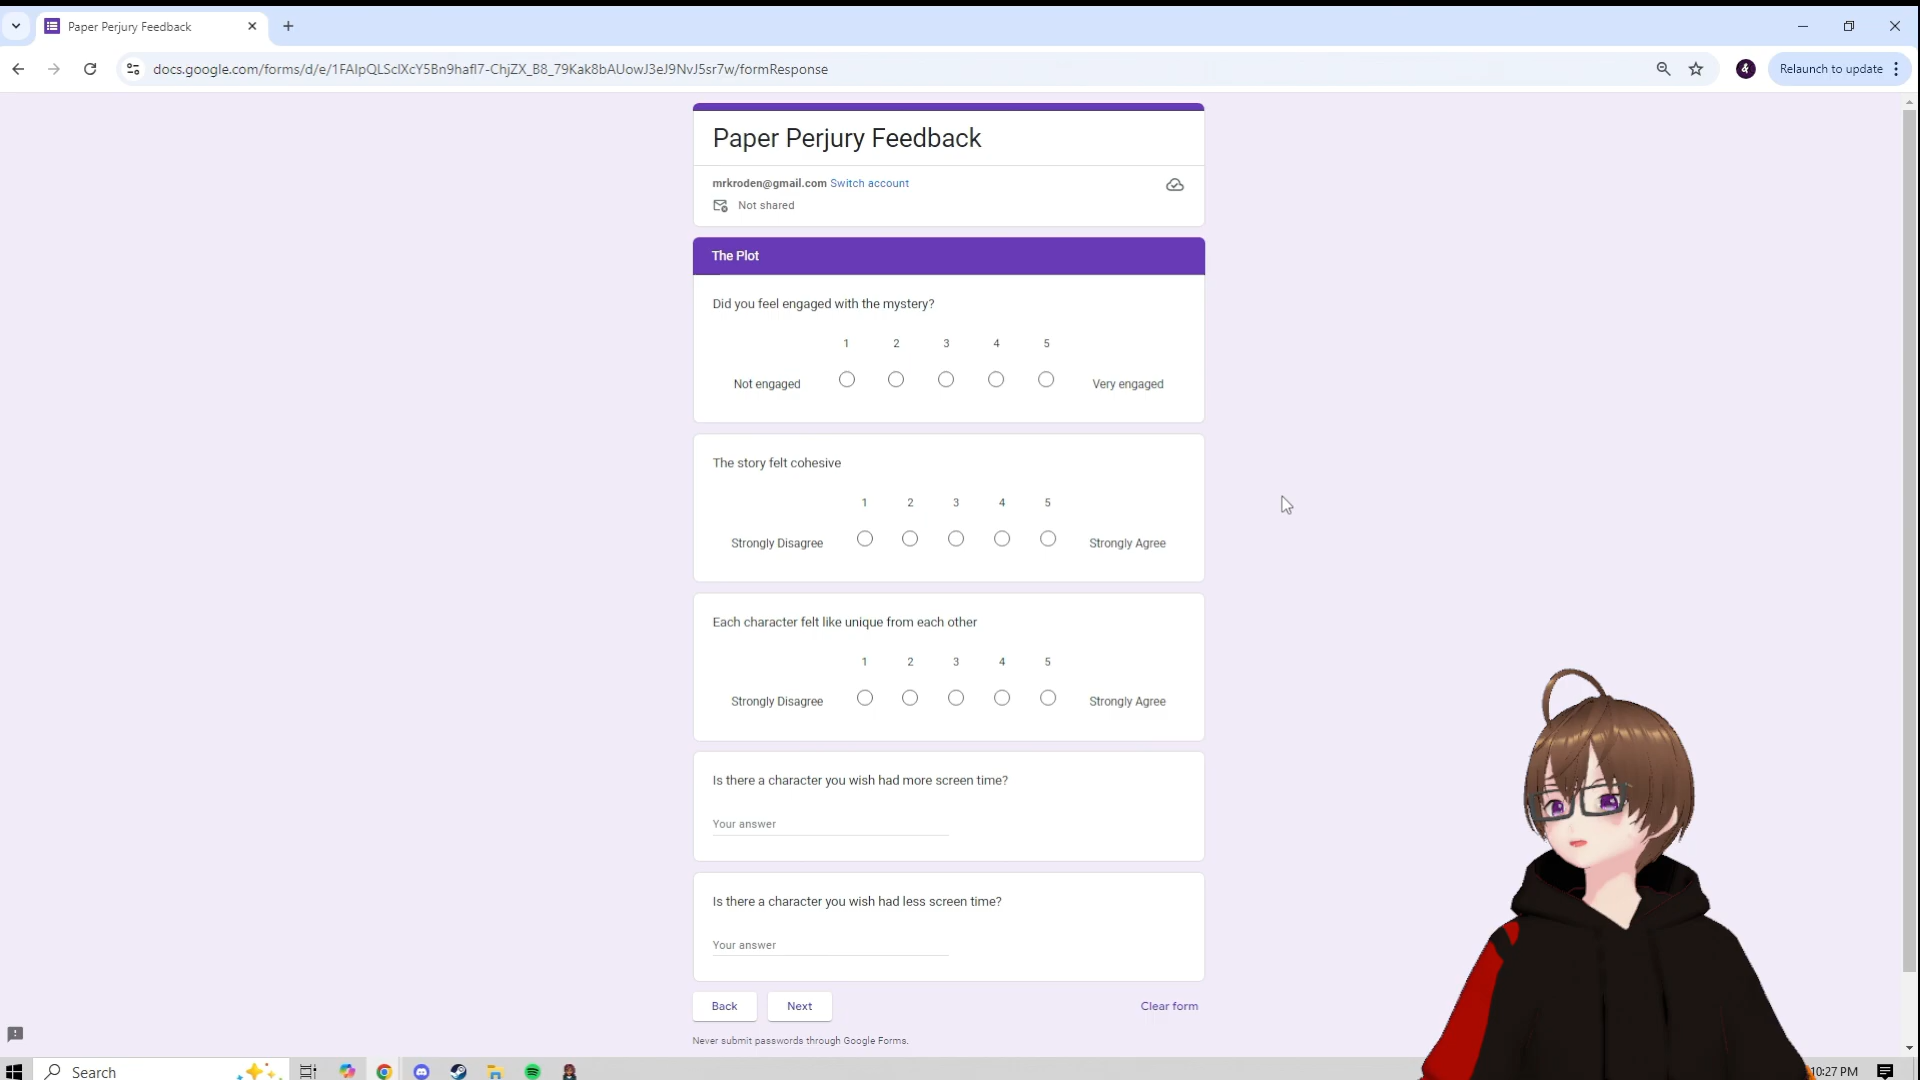 Paper Perjury Feedback
docs.google.com/forms/d/e/1FAIpQLSclXcY5Bn9hafl7-ChjZX_B8_79Kak8bAUowJ3eJ9NvJ5sr7w/formResponse
Relaunch to update
Paper Perjury Feedback
mrkroden@gmail.com Switch account
Not shared
The Plot
Did you feel engaged with the mystery?
1 2 3 4 5
Not engaged Very engaged
The story felt cohesive
1 2 3 4 5
Strongly Disagree Strongly Agree
Each character felt like unique from each other
1 2 3 4 5
Strongly Disagree Strongly Agree
Is there a character you wish had more screen time?
Your answer
Is there a character you wish had less screen time?
Your answer
Back Next Clear form
Never submit passwords through Google Forms.
Search
10:27 PM